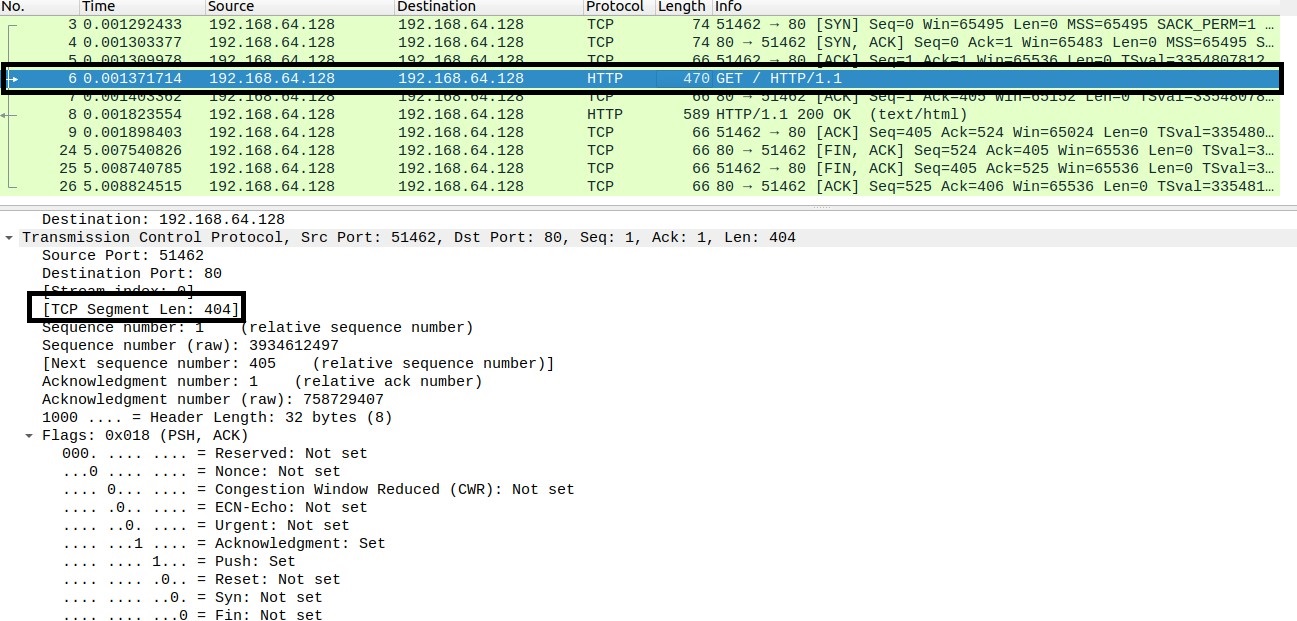 No. Time Source Destination Protocol Length Info
3 0.001292433 192.168.64.128 192.168.64.128 TCP 74 51462 → 80 [SYN] Seq=0 Win=65495 Len=0 MSS=65495 SACK_PERM=1 …
4 0.001303377 192.168.64.128 192.168.64.128 TCP 74 80 → 51462 [SYN, ACK] Seq=0 Ack=1 Win=65483 Len=0 MSS=65495 S…
5 0.001309978 192.168.64.128 192.168.64.128 TCP 66 51462 → 80 [ACK] Seq=1 Ack=1 Win=65536 Len=0 TSval=3354807812…
6 0.001371714 192.168.64.128 192.168.64.128 HTTP 470 GET / HTTP/1.1
7 0.001403362 192.168.64.128 192.168.64.128 TCP 66 80 → 51462 [ACK] Seq=1 Ack=405 Win=65152 Len=0 TSval=33548078…
8 0.001823554 192.168.64.128 192.168.64.128 HTTP 589 HTTP/1.1 200 OK (text/html)
9 0.001898403 192.168.64.128 192.168.64.128 TCP 66 51462 → 80 [ACK] Seq=405 Ack=524 Win=65024 Len=0 TSval=335480…
24 5.007540826 192.168.64.128 192.168.64.128 TCP 66 80 → 51462 [FIN, ACK] Seq=524 Ack=405 Win=65536 Len=0 TSval=3…
25 5.008740785 192.168.64.128 192.168.64.128 TCP 66 51462 → 80 [FIN, ACK] Seq=405 Ack=525 Win=65536 Len=0 TSval=3…
26 5.008824515 192.168.64.128 192.168.64.128 TCP 66 80 → 51462 [ACK] Seq=525 Ack=406 Win=65536 Len=0 TSval=335481…
Destination: 192.168.64.128
Transmission Control Protocol, Src Port: 51462, Dst Port: 80, Seq: 1, Ack: 1, Len: 404
Source Port: 51462
Destination Port: 80
[Stream index: 0]
[TCP Segment Len: 404]
Sequence number: 1 (relative sequence number)
Sequence number (raw): 3934612497
[Next sequence number: 405 (relative sequence number)]
Acknowledgment number: 1 (relative ack number)
Acknowledgment number (raw): 758729407
1000 .... = Header Length: 32 bytes (8)
Flags: 0x018 (PSH, ACK)
000. .... .... = Reserved: Not set
...0 .... .... = Nonce: Not set
.... 0... .... = Congestion Window Reduced (CWR): Not set
.... .0.. .... = ECN-Echo: Not set
.... ..0. .... = Urgent: Not set
.... ...1 .... = Acknowledgment: Set
.... .... 1... = Push: Set
.... .... .0.. = Reset: Not set
.... .... ..0. = Syn: Not set
.... .... ...0 = Fin: Not set